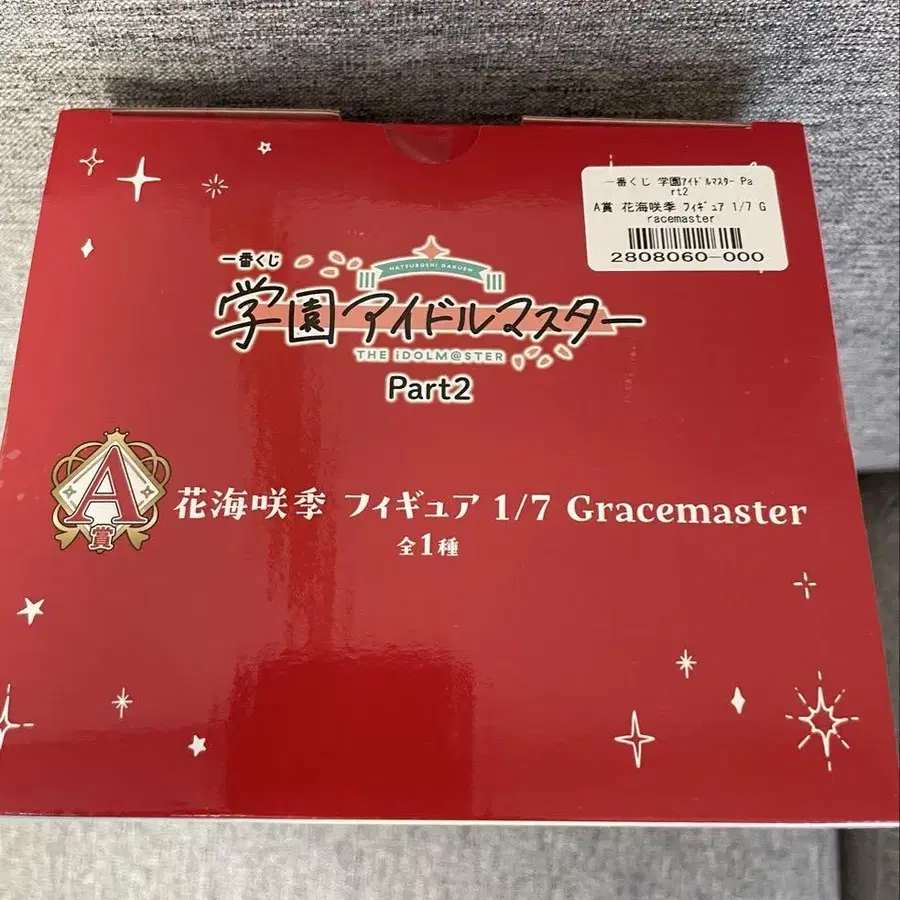 一番くじ 学園ｱｲﾄﾞﾙﾏｽﾀｰ Pa
rt2
A賞 花海咲季 ﾌｨｷﾞｭｱ 1/7 G
racemaster
2808060-000
一番くじ
HATSUBOSHI GAKUEN
学園アイドルマスター
THE iDOLM@STER
Part2
A賞
花海咲季 フィギュア 1/7 Gracemaster
全1種